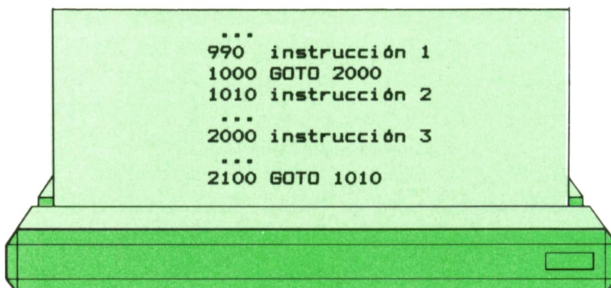 ...
990 instrucción 1
1000 GOTO 2000
1010 instrucción 2
...
2000 instrucción 3
...
2100 GOTO 1010